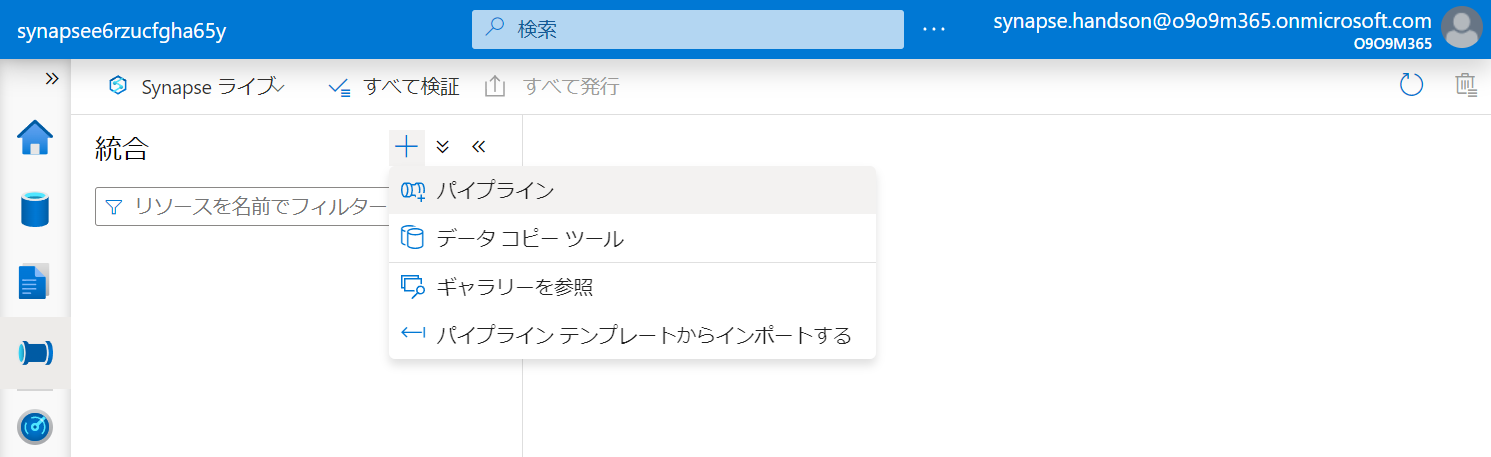 synapsee6rzucfgha65y
検索
synapse.handson@o9o9m365.onmicrosoft.com
O9O9M365
Synapse ライブ
すべて検証
すべて発行
統合
リソースを名前でフィルター
パイプライン
データ コピー ツール
ギャラリーを参照
パイプライン テンプレートからインポートする